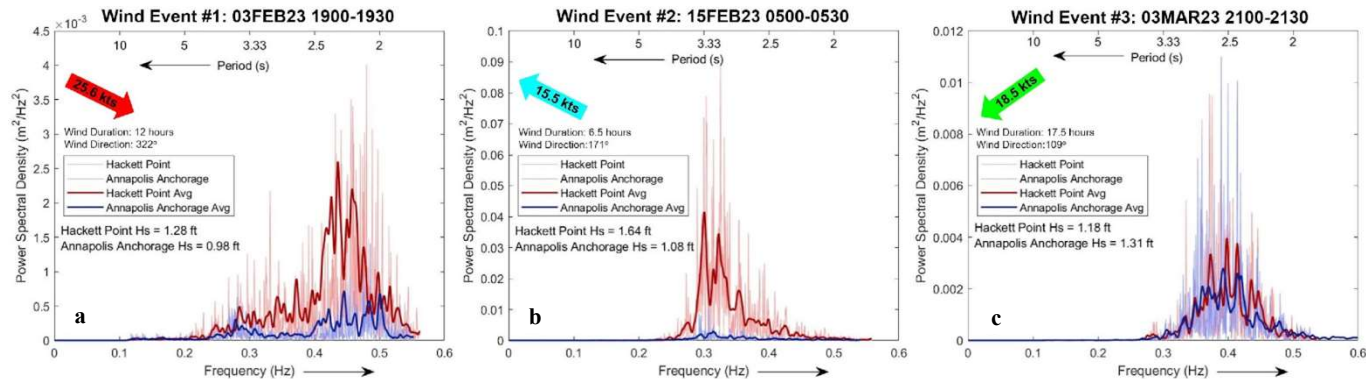 Wind Event #1: 03FEB23 1900-1930
4.5 ×10⁻³
4
3.5
3
2.5
2
1.5
1
0.5
0
Power Spectral Density (m²/Hz²)
10 5 3.33 2.5 2
Period (s)
25.6 kts
Wind Duration: 12 hours
Wind Direction: 322°
Hackett Point
Annapolis Anchorage
Hackett Point Avg
Annapolis Anchorage Avg
Hackett Point Hs = 1.28 ft
Annapolis Anchorage Hs = 0.98 ft
a
0 0.1 0.2 0.3 0.4 0.5 0.6
Frequency (Hz)
Wind Event #2: 15FEB23 0500-0530
0.1
0.09
0.08
0.07
0.06
0.05
0.04
0.03
0.02
0.01
0
Power Spectral Density (m²/Hz²)
10 5 3.33 2.5 2
Period (s)
15.5 kts
Wind Duration: 6.5 hours
Wind Direction:171°
Hackett Point
Annapolis Anchorage
Hackett Point Avg
Annapolis Anchorage Avg
Hackett Point Hs = 1.64 ft
Annapolis Anchorage Hs = 1.08 ft
b
0 0.1 0.2 0.3 0.4 0.5 0.6
Frequency (Hz)
Wind Event #3: 03MAR23 2100-2130
0.012
0.01
0.008
0.006
0.004
0.002
0
Power Spectral Density (m²/Hz²)
10 5 3.33 2.5 2
Period (s)
18.5 kts
Wind Duration: 17.5 hours
Wind Direction:109°
Hackett Point
Annapolis Anchorage
Hackett Point Avg
Annapolis Anchorage Avg
Hackett Point Hs = 1.18 ft
Annapolis Anchorage Hs = 1.31 ft
c
0 0.1 0.2 0.3 0.4 0.5 0.6
Frequency (Hz)